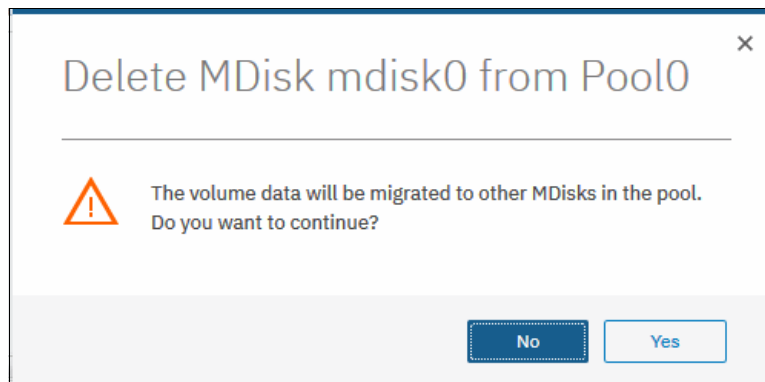 Delete MDisk mdisk0 from Pool0
The volume data will be migrated to other MDisks in the pool.
Do you want to continue?
No
Yes